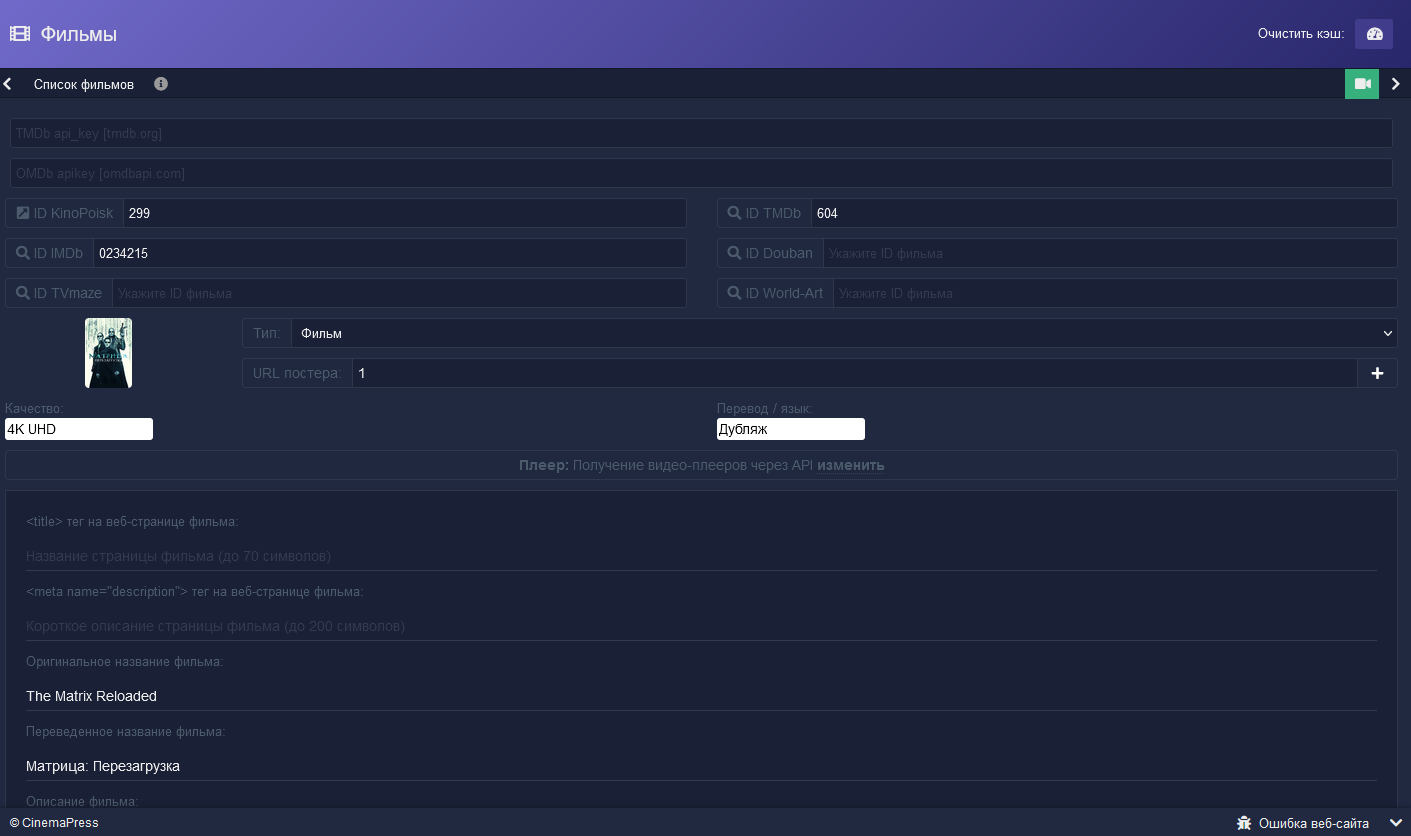 Фильмы
Очистить кэш:
Список фильмов
TMDb api_key [tmdb.org]
OMDb apikey [omdbapi.com]
ID KinoPoisk 299
ID TMDb 604
ID IMDb 0234215
ID Douban Укажите ID фильма
ID TVmaze Укажите ID фильма
ID World-Art Укажите ID фильма
МАТРИЦА
Тип: Фильм
URL постера: 1
Качество:
4K UHD
Перевод / язык:
Дубляж
Плеер: Получение видео-плееров через API изменить
<title> тег на веб-странице фильма:
Название страницы фильма (до 70 символов)
<meta name="description"> тег на веб-странице фильма:
Короткое описание страницы фильма (до 200 символов)
Оригинальное название фильма:
The Matrix Reloaded
Переведенное название фильма:
Матрица: Перезагрузка
Описание фильма:
© CinemaPress
Ошибка веб-сайта